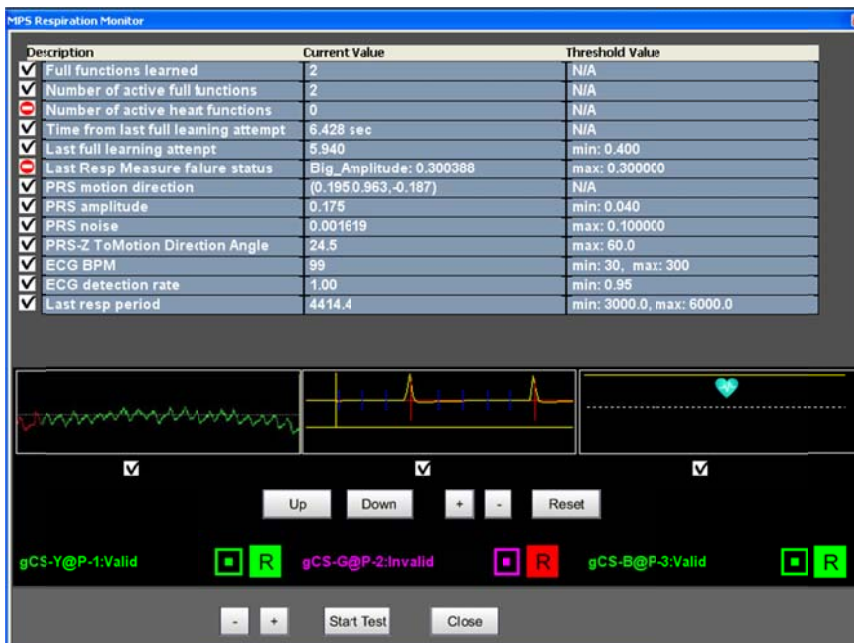 MPS Respiration Monitor
Description Current Value Threshold Value
Full functions learned 2 N/A
Number of active full functions 2 N/A
Number of active heart functions 0 N/A
Time from last full learning attempt 6.428 sec N/A
Last full learning attenpt 5.940 min: 0.400
Last Resp Measure falure status Big_Amplitude: 0.300388 max: 0.300000
PRS motion direction (0.1950.963,-0.187) N/A
PRS amplitude 0.175 min: 0.040
PRS noise 0.001619 max: 0.100000
PRS-Z ToMotion Direction Angle 24.5 max: 60.0
ECG BPM 99 min: 30, max: 300
ECG detection rate 1.00 min: 0.95
Last resp period 4414.4 min: 3000.0, max: 6000.0
Up Down + - Reset
gCS-Y@P-1:Valid R gCS-G@P-2:Invalid R gCS-B@P-3:Valid R
- + Start Test Close